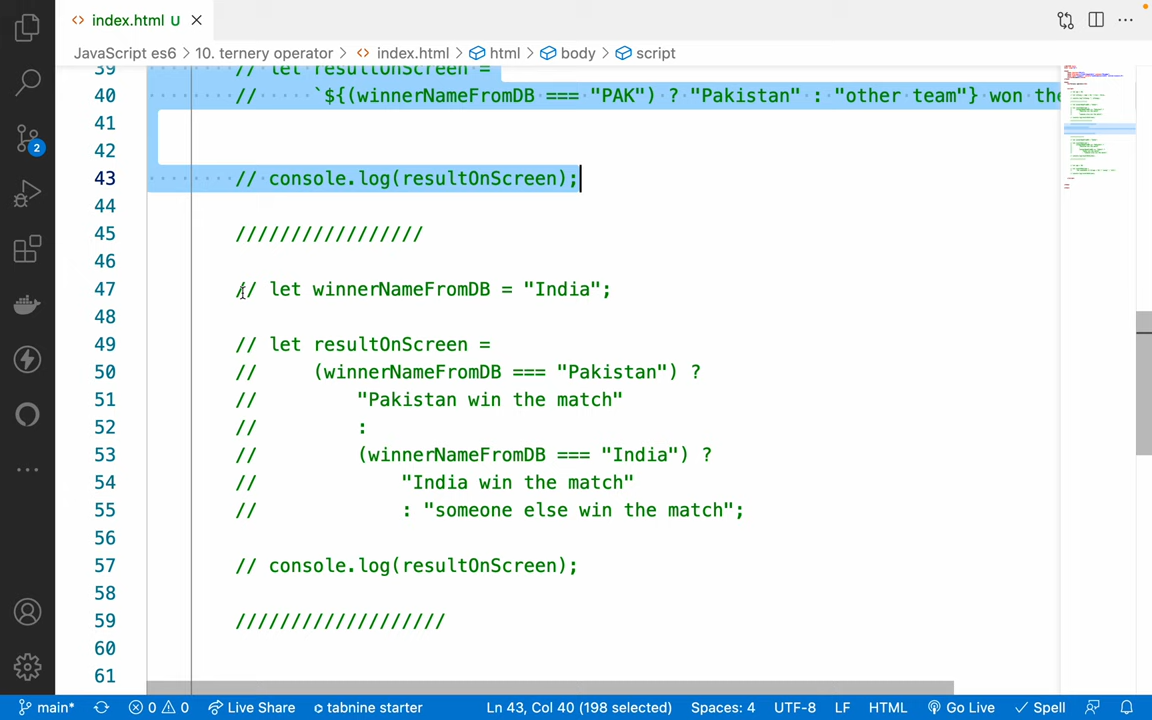 index.html U
JavaScript es6 > 10. ternery operator > index.html > html > body > script
39 // let resultOnScreen =
40 // `${(winnerNameFromDB === "PAK") ? "Pakistan" : "other team"} won the
41
42
43 // console.log(resultOnScreen);
44
45 /////////////////
46
47 // let winnerNameFromDB = "India";
48
49 // let resultOnScreen =
50 // (winnerNameFromDB === "Pakistan") ?
51 // "Pakistan win the match"
52 // :
53 // (winnerNameFromDB === "India") ?
54 // "India win the match"
55 // : "someone else win the match";
56
57 // console.log(resultOnScreen);
58
59 ///////////////////
60
61
2
main* 0 0 Live Share tabnine starter Ln 43, Col 40 (198 selected) Spaces: 4 UTF-8 LF HTML Go Live Spell